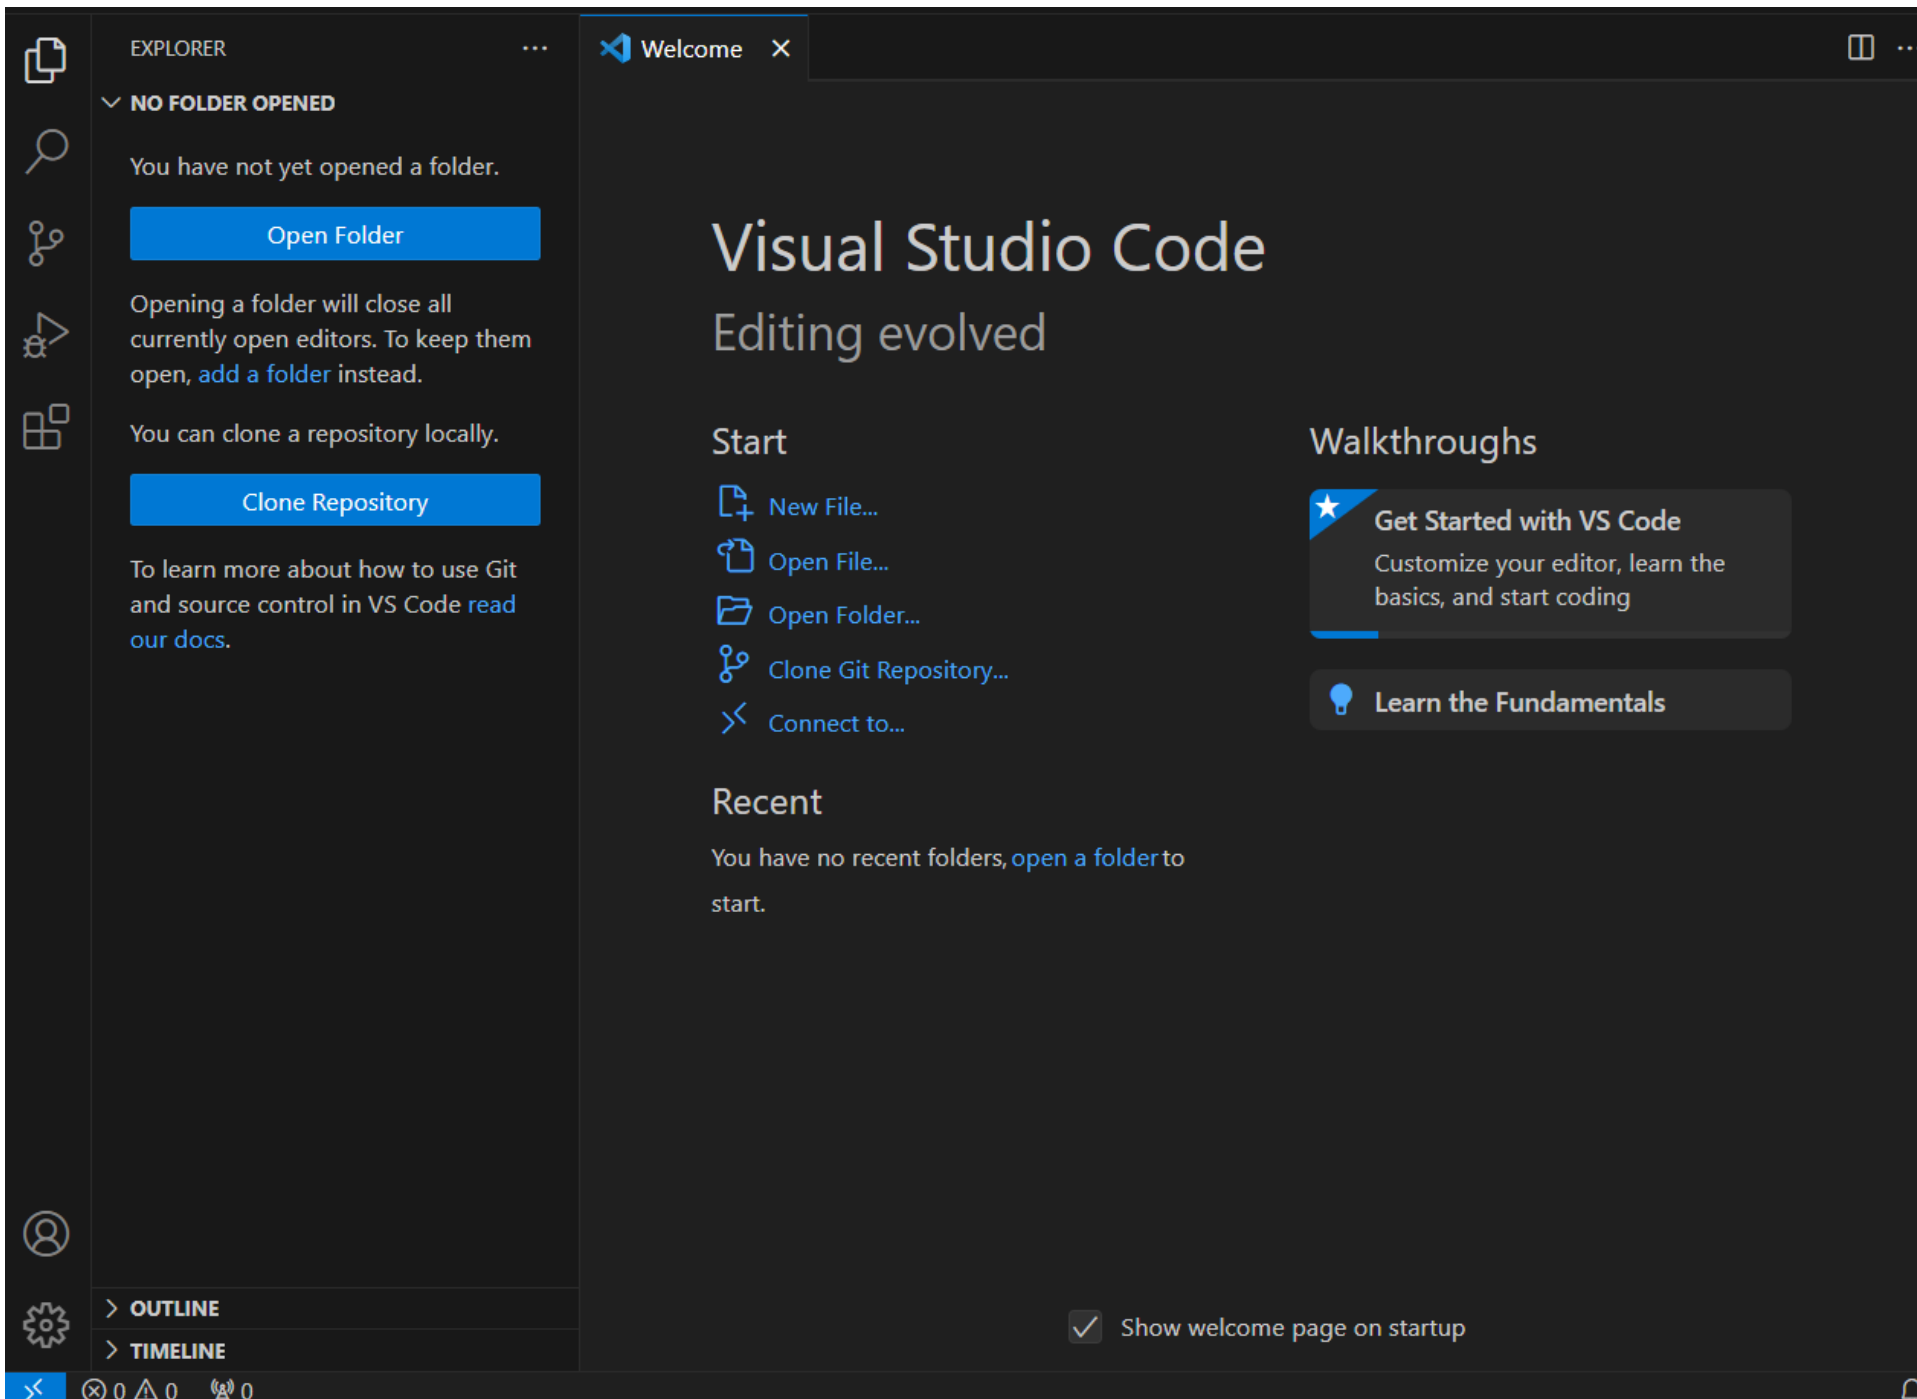 EXPLORER
NO FOLDER OPENED
You have not yet opened a folder.
Open Folder
Opening a folder will close all
currently open editors. To keep them
open, add a folder instead.
You can clone a repository locally.
Clone Repository
To learn more about how to use Git
and source control in VS Code read
our docs.
OUTLINE
TIMELINE
Welcome
Visual Studio Code
Editing evolved
Start
New File...
Open File...
Open Folder...
Clone Git Repository...
Connect to...
Recent
You have no recent folders, open a folder to
start.
Walkthroughs
Get Started with VS Code
Customize your editor, learn the
basics, and start coding
Learn the Fundamentals
Show welcome page on startup
0 0 0